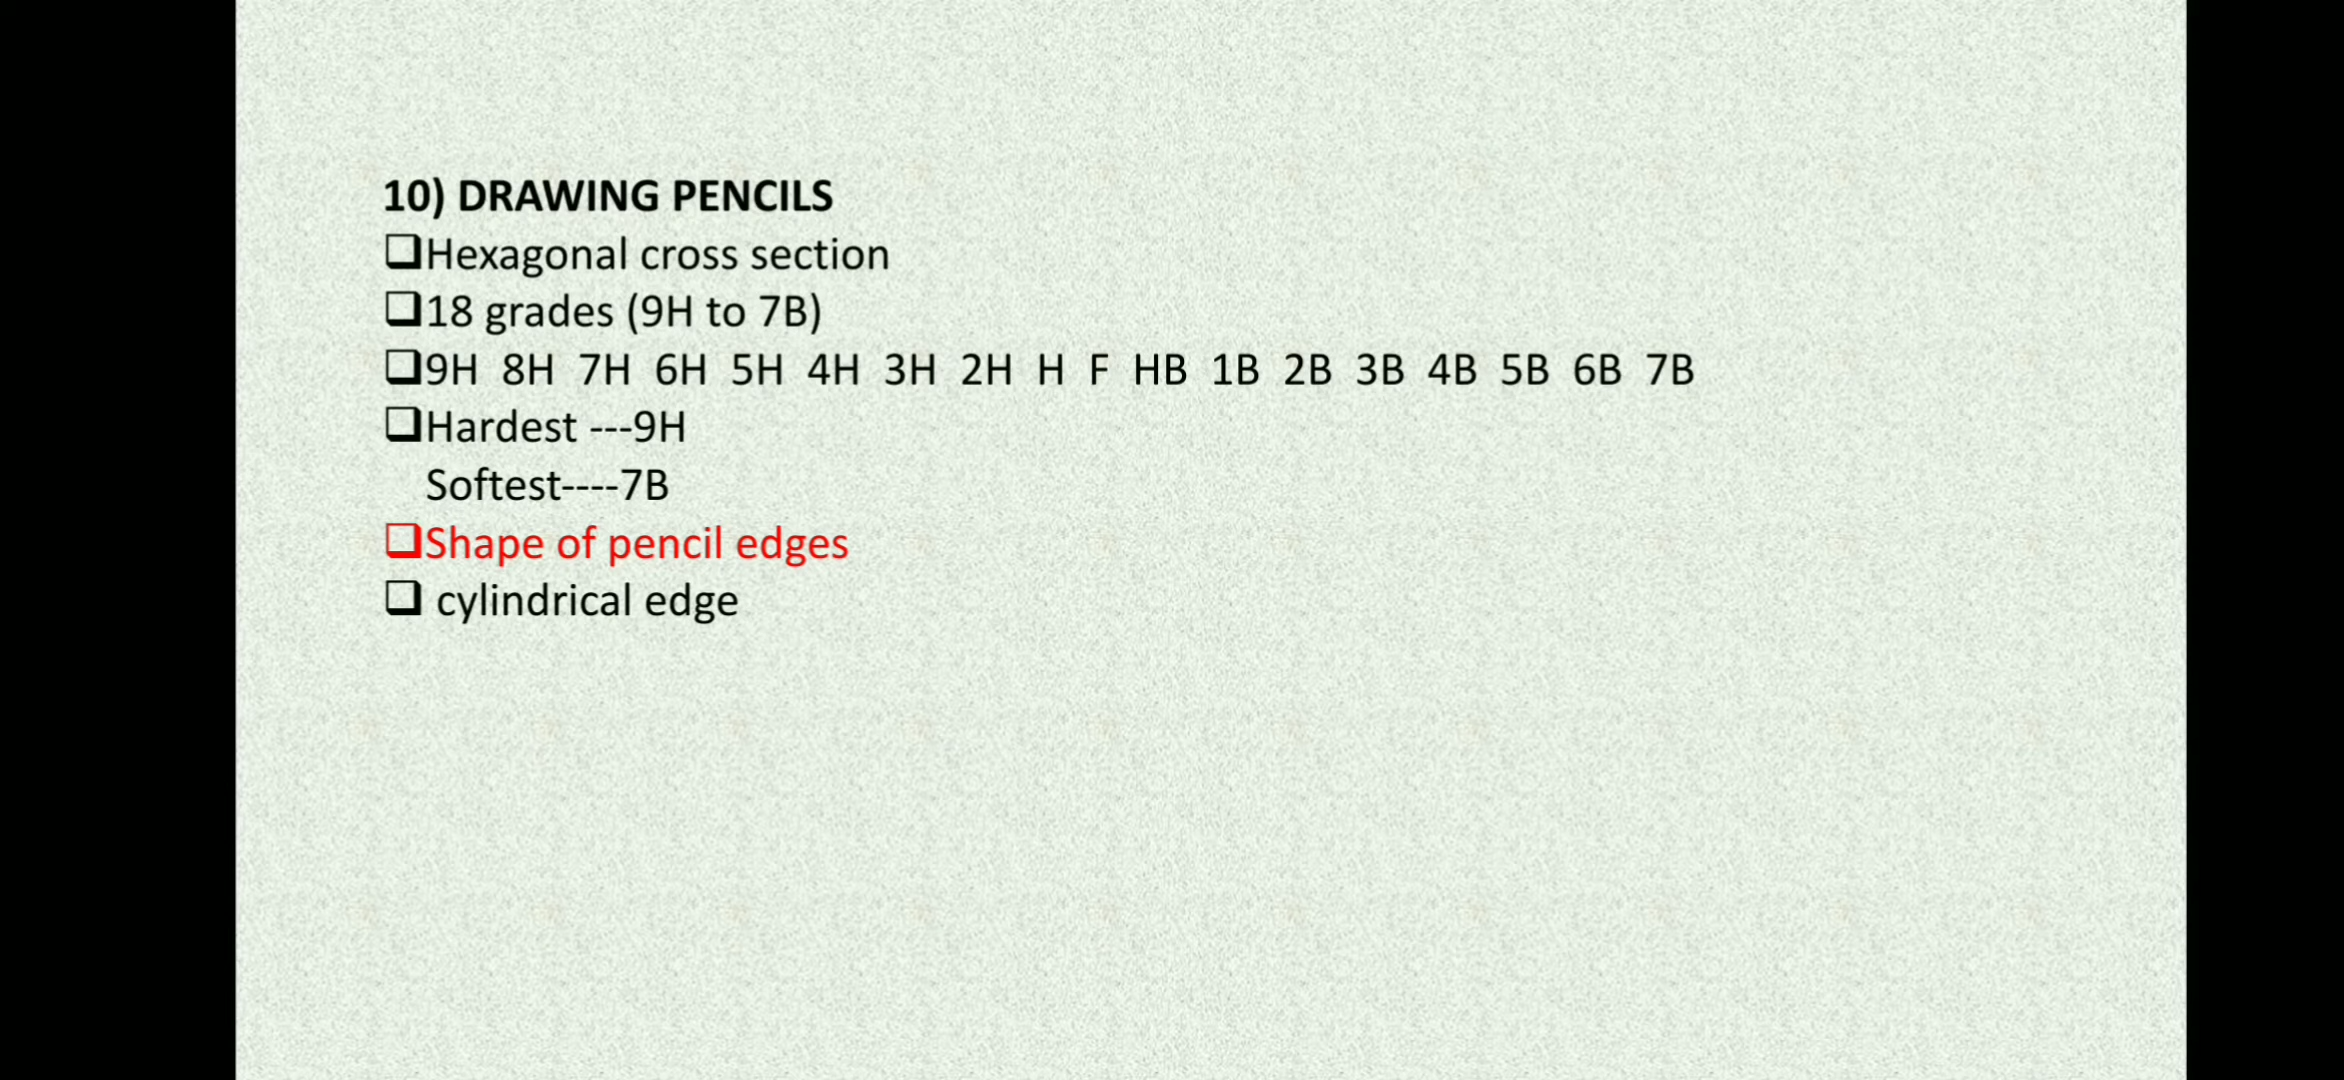 10) DRAWING PENCILS
❑Hexagonal cross section
❑18 grades (9H to 7B)
❑9H 8H 7H 6H 5H 4H 3H 2H H F HB 1B 2B 3B 4B 5B 6B 7B
❑Hardest ---9H
Softest----7B
❑Shape of pencil edges
❑ cylindrical edge